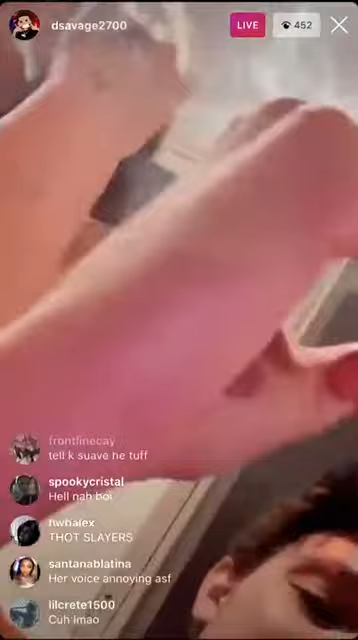 dsavage2700
LIVE
452
frontlinecay
tell k suave he tuff
spookycristal
Hell nah boi
hwbalex
THOT SLAYERS
santanablatina
Her voice annoying asf
lilcrete1500
Cuh lmao